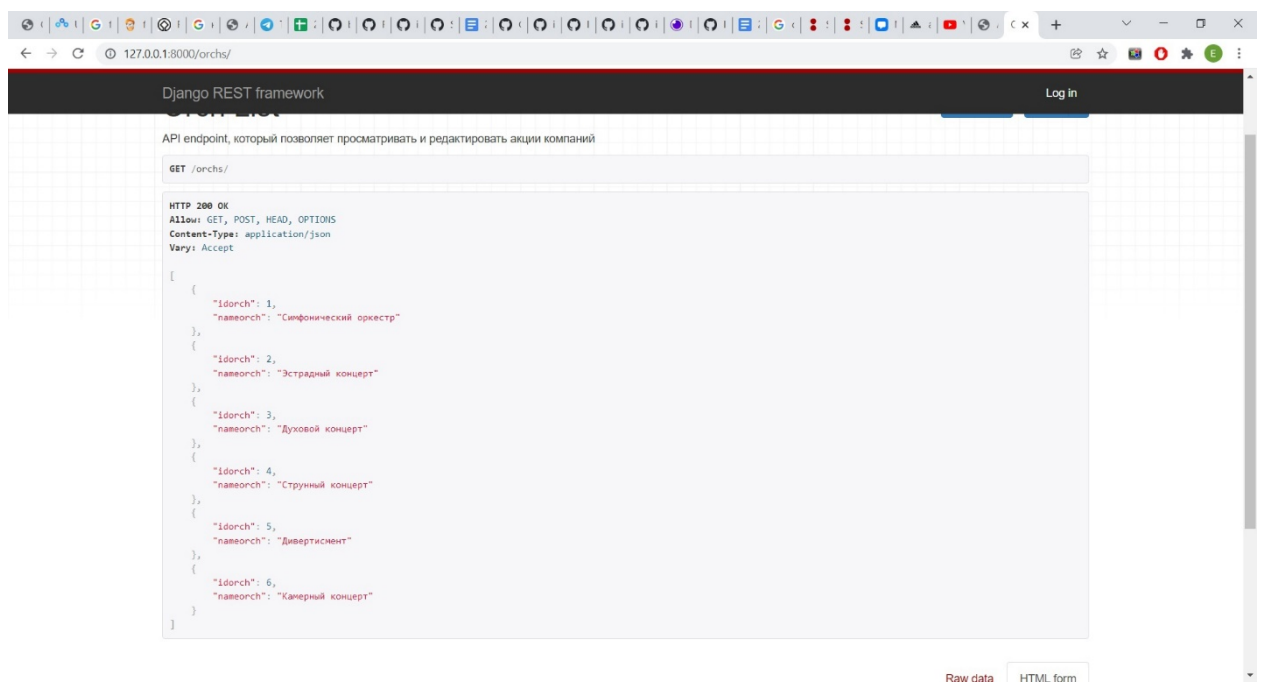 127.0.0.1:8000/orchs/
E
Django REST framework
Log in
API endpoint, который позволяет просматривать и редактировать акции компаний
GET /orchs/
HTTP 200 OK
Allow: GET, POST, HEAD, OPTIONS
Content-Type: application/json
Vary: Accept
[
{
"idorch": 1,
"nameorch": "Симфонический оркестр"
},
{
"idorch": 2,
"nameorch": "Эстрадный концерт"
},
{
"idorch": 3,
"nameorch": "Духовой концерт"
},
{
"idorch": 4,
"nameorch": "Струнный концерт"
},
{
"idorch": 5,
"nameorch": "Дивертисмент"
},
{
"idorch": 6,
"nameorch": "Камерный концерт"
}
]
Raw data
HTML form